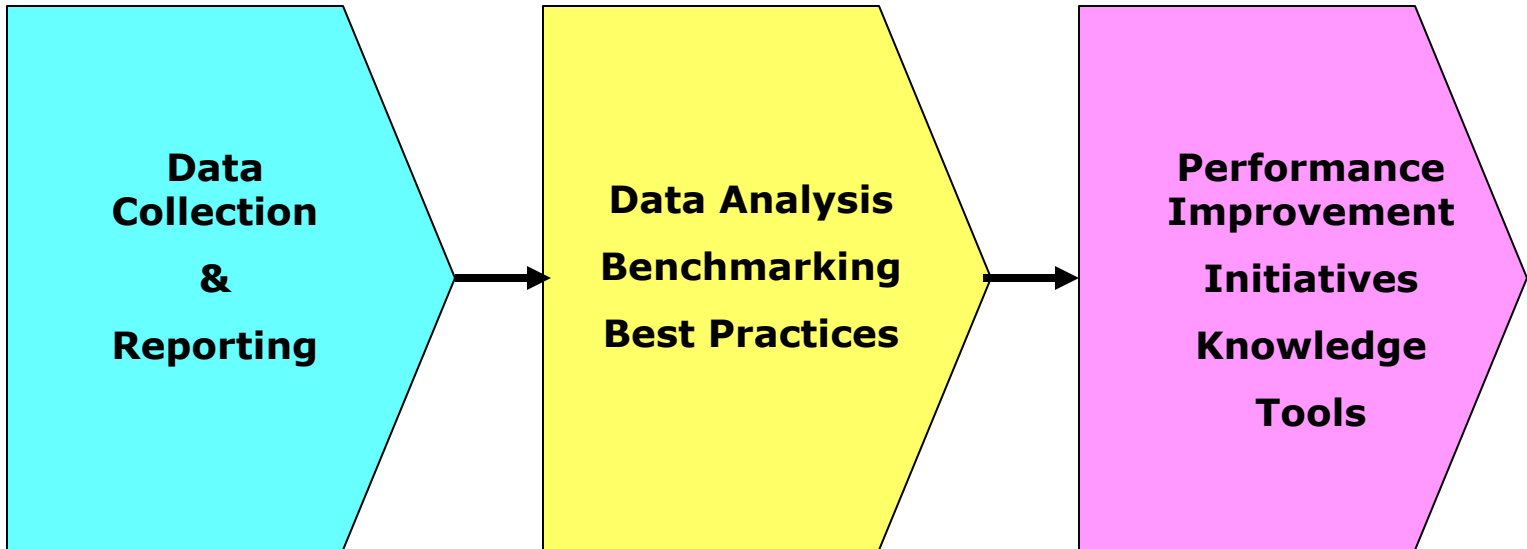 Data
Collection
&
Reporting
Data Analysis
Benchmarking
Best Practices
Performance
Improvement
Initiatives
Knowledge
Tools